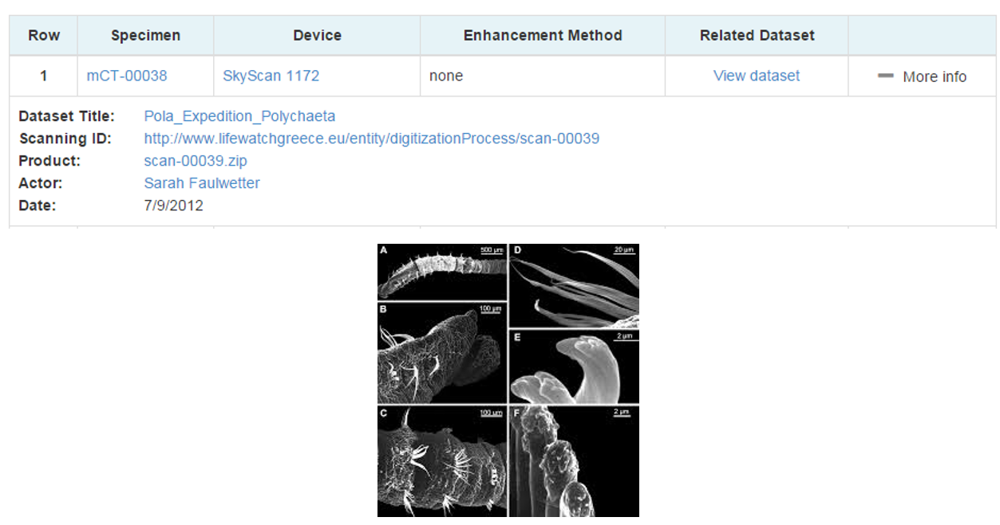 Row Specimen Device Enhancement Method Related Dataset
1 mCT-00038 SkyScan 1172 none View dataset More info
Dataset Title: Pola_Expedition_Polychaeta
Scanning ID: http://www.lifewatchgreece.eu/entity/digitizationProcess/scan-00039
Product: scan-00039.zip
Actor: Sarah Faulwetter
Date: 7/9/2012
A 500 µm
B 100 µm
C 100 µm
D 20 µm
E 2 µm
F 2 µm